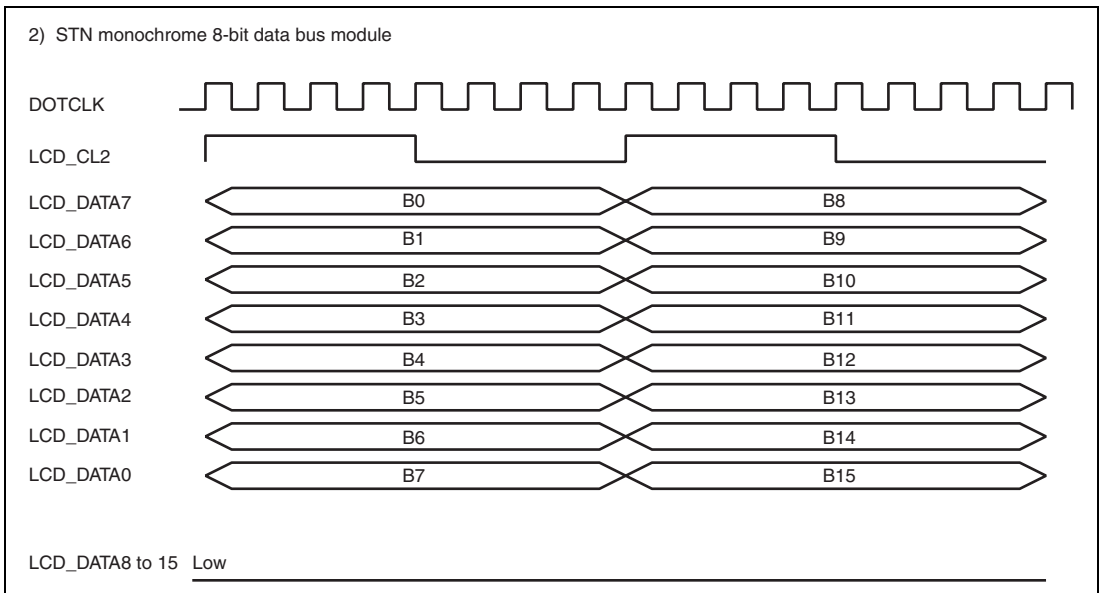 2) STN monochrome 8-bit data bus module
DOTCLK
LCD_CL2
LCD_DATA7 B0 B8
LCD_DATA6 B1 B9
LCD_DATA5 B2 B10
LCD_DATA4 B3 B11
LCD_DATA3 B4 B12
LCD_DATA2 B5 B13
LCD_DATA1 B6 B14
LCD_DATA0 B7 B15
LCD_DATA8 to 15 Low